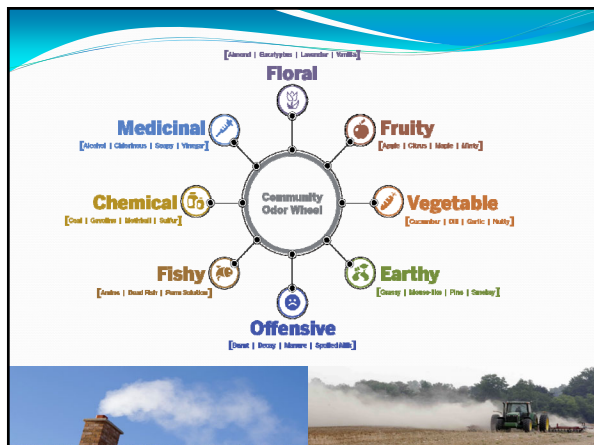 [Almond | Eucalyptus | Lavender | Vanilla]
Floral
Medicinal
[Alcohol | Chlorinous | Soapy | Vinegar]
Fruity
[Apple | Citrus | Maple | Minty]
Community
Odor Wheel
Chemical
[Coal | Gasoline | Mothball | Sulfur]
Vegetable
[Cucumber | Dill | Garlic | Nutty]
Fishy
[Amine | Dead Fish | Perm Solution]
Earthy
[Grassy | Mouse-like | Pine | Smokey]
Offensive
[Burnt | Decay | Manure | Spoiled Milk]